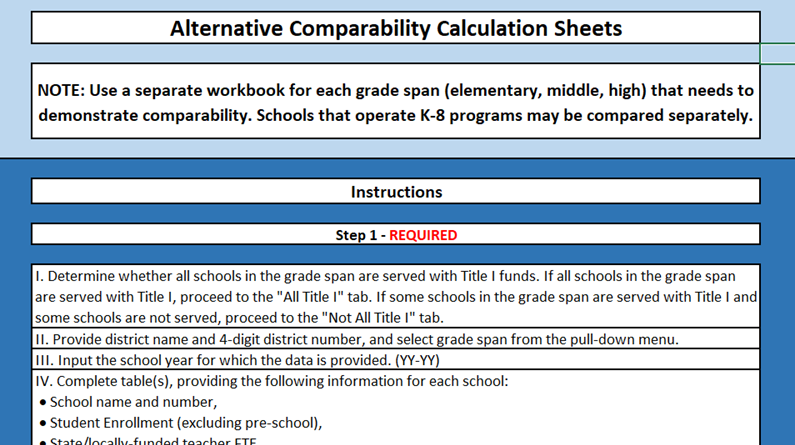 Alternative Comparability Calculation Sheets
NOTE: Use a separate workbook for each grade span (elementary, middle, high) that needs to
demonstrate comparability. Schools that operate K-8 programs may be compared separately.
Instructions
Step 1 - REQUIRED
I. Determine whether all schools in the grade span are served with Title I funds. If all schools in the grade span
are served with Title I, proceed to the "All Title I" tab. If some schools in the grade span are served with Title I and
some schools are not served, proceed to the "Not All Title I" tab.
II. Provide district name and 4-digit district number, and select grade span from the pull-down menu.
III. Input the school year for which the data is provided. (YY-YY)
IV. Complete table(s), providing the following information for each school:
● School name and number,
● Student Enrollment (excluding pre-school),
● State/locally-funded teacher FTE